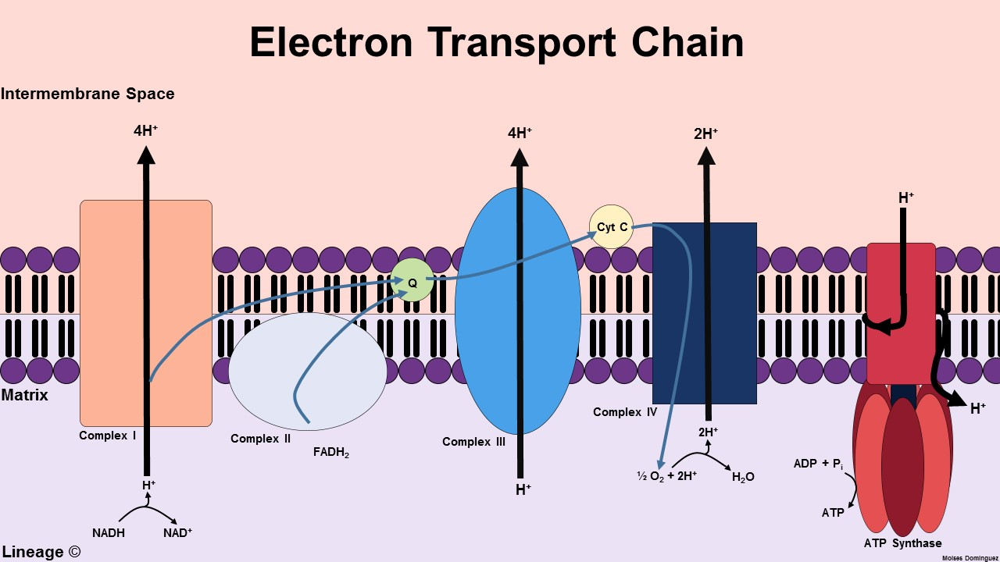 Electron Transport Chain
Intermembrane Space
4H⁺
4H⁺
2H⁺
H⁺
Cyt C
Q
Matrix
Complex I
Complex II
FADH₂
Complex III
Complex IV
2H⁺
½ O₂ + 2H⁺
H₂O
H⁺
H⁺
H⁺
NADH
NAD⁺
ADP + Pᵢ
ATP
ATP Synthase
Lineage ©
Moises Dominguez